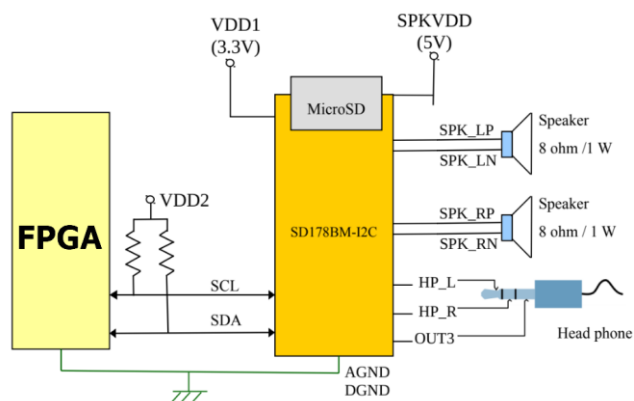 VDD1
(3.3V)
SPKVDD
(5V)
MicroSD
SPK_LP
SPK_LN
Speaker
8 ohm /1 W
FPGA
VDD2
SD178BM-I2C
SPK_RP
SPK_RN
Speaker
8 ohm / 1 W
SCL
SDA
HP_L
HP_R
OUT3
Head phone
AGND
DGND